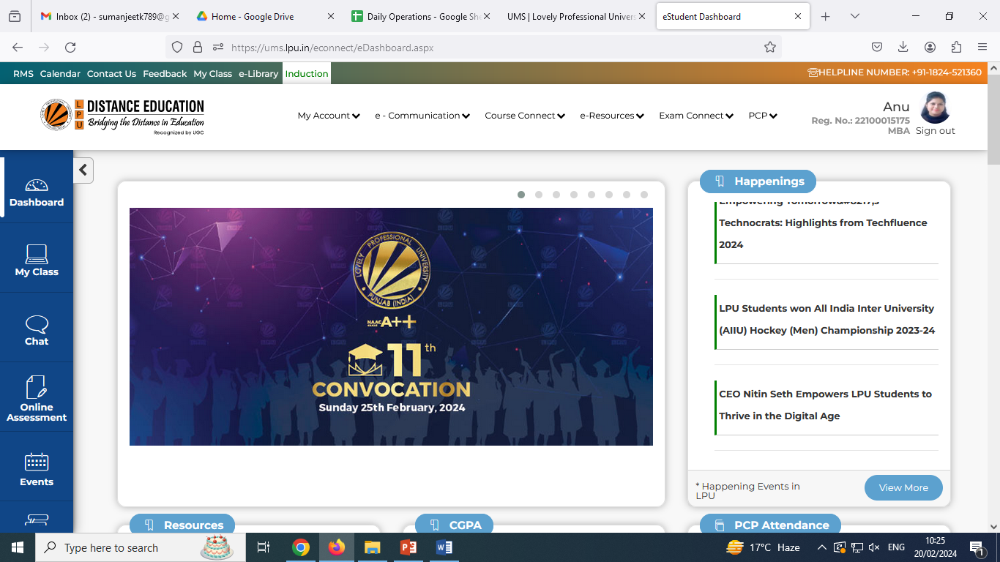 Inbox (2) - sumanjeetk789@g
Home - Google Drive
Daily Operations - Google She
UMS | Lovely Professional Univers
eStudent Dashboard
https://ums.lpu.in/econnect/eDashboard.aspx
RMS Calendar Contact Us Feedback My Class e-Library Induction
HELPLINE NUMBER: +91-1824-521360
LPU
DISTANCE EDUCATION
Bridging the Distance in Education
Recognized by UGC
My Account e - Communication Course Connect e-Resources Exam Connect PCP
Anu
Reg. No.: 22100015175
MBA
Sign out
Dashboard
My Class
Chat
Online
Assessment
Events
LOVELY PROFESSIONAL UNIVERSITY
PUNJAB (INDIA)
NAAC GRADE A++
11th
CONVOCATION
Sunday 25th February, 2024
Happenings
Empowering Tomorrow&#8217;s
Technocrats: Highlights from Techfluence
2024
LPU Students won All India Inter University
(AIIU) Hockey (Men) Championship 2023-24
CEO Nitin Seth Empowers LPU Students to
Thrive in the Digital Age
* Happening Events in
LPU
View More
Resources
CGPA
PCP Attendance
Type here to search
17°C Haze
ENG
10:25
20/02/2024
1